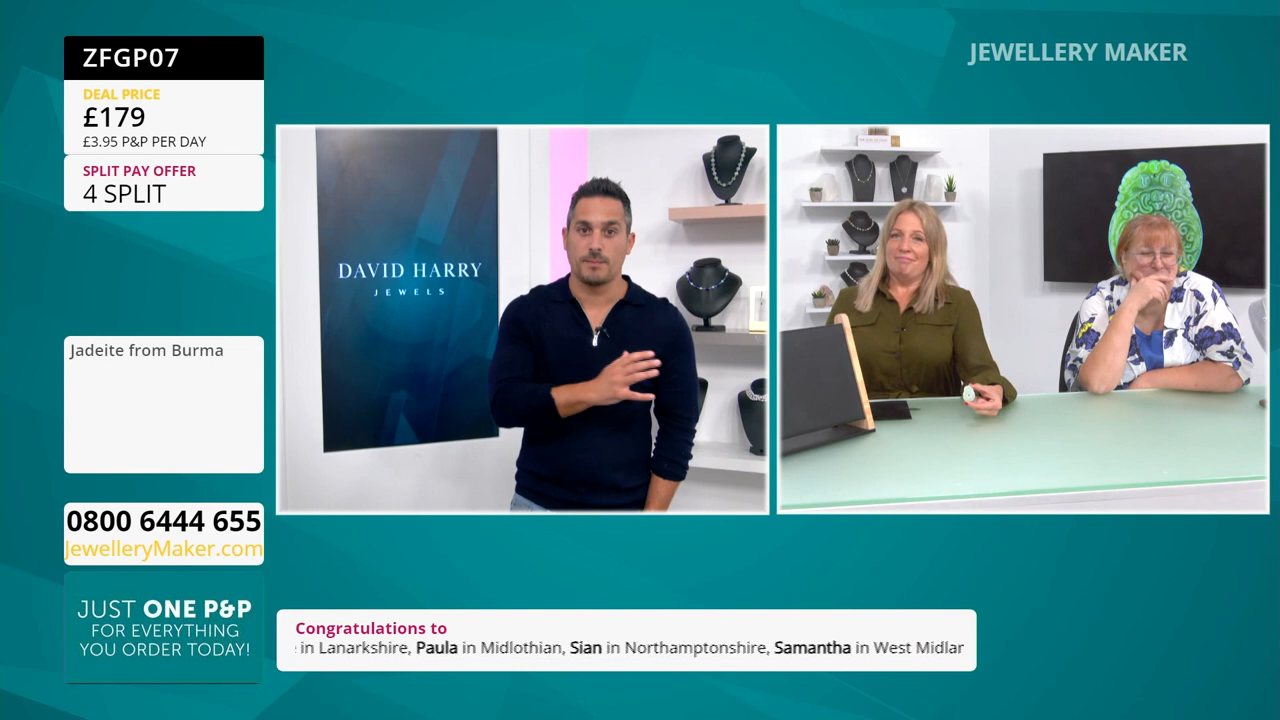 ZFGP07
DEAL PRICE
£179
£3.95 P&P PER DAY
SPLIT PAY OFFER
4 SPLIT
JEWELLERY MAKER
DAVID HARRY
JEWELS
Jadeite from Burma
0800 6444 655
JewelleryMaker.com
JUST ONE P&P
FOR EVERYTHING
YOU ORDER TODAY!
Congratulations to
in Lanarkshire, Paula in Midlothian, Sian in Northamptonshire, Samantha in West Midlar